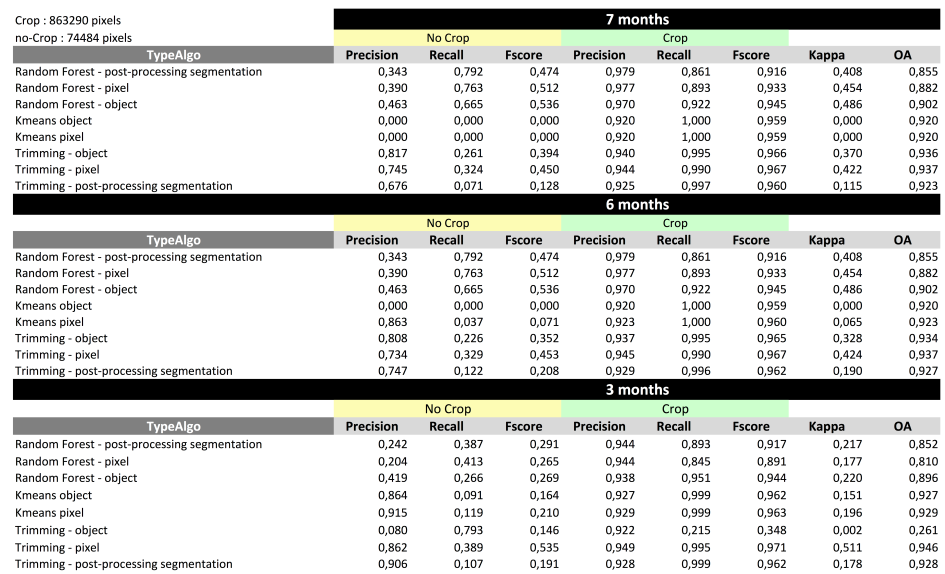 Crop : 863290 pixels
7 months
no-Crop : 74484 pixels
No Crop Crop
TypeAlgo Precision Recall Fscore Precision Recall Fscore Kappa OA
Random Forest - post-processing segmentation 0,343 0,792 0,474 0,979 0,861 0,916 0,408 0,855
Random Forest - pixel 0,390 0,763 0,512 0,977 0,893 0,933 0,454 0,882
Random Forest - object 0,463 0,665 0,536 0,970 0,922 0,945 0,486 0,902
Kmeans object 0,000 0,000 0,000 0,920 1,000 0,959 0,000 0,920
Kmeans pixel 0,000 0,000 0,000 0,920 1,000 0,959 0,000 0,920
Trimming - object 0,817 0,261 0,394 0,940 0,995 0,966 0,370 0,936
Trimming - pixel 0,745 0,324 0,450 0,944 0,990 0,967 0,422 0,937
Trimming - post-processing segmentation 0,676 0,071 0,128 0,925 0,997 0,960 0,115 0,923
6 months
No Crop Crop
TypeAlgo Precision Recall Fscore Precision Recall Fscore Kappa OA
Random Forest - post-processing segmentation 0,343 0,792 0,474 0,979 0,861 0,916 0,408 0,855
Random Forest - pixel 0,390 0,763 0,512 0,977 0,893 0,933 0,454 0,882
Random Forest - object 0,463 0,665 0,536 0,970 0,922 0,945 0,486 0,902
Kmeans object 0,000 0,000 0,000 0,920 1,000 0,959 0,000 0,920
Kmeans pixel 0,863 0,037 0,071 0,923 1,000 0,960 0,065 0,923
Trimming - object 0,808 0,226 0,352 0,937 0,995 0,965 0,328 0,934
Trimming - pixel 0,734 0,329 0,453 0,945 0,990 0,967 0,424 0,937
Trimming - post-processing segmentation 0,747 0,122 0,208 0,929 0,996 0,962 0,190 0,927
3 months
No Crop Crop
TypeAlgo Precision Recall Fscore Precision Recall Fscore Kappa OA
Random Forest - post-processing segmentation 0,242 0,387 0,291 0,944 0,893 0,917 0,217 0,852
Random Forest - pixel 0,204 0,413 0,265 0,944 0,845 0,891 0,177 0,810
Random Forest - object 0,419 0,266 0,269 0,938 0,951 0,944 0,220 0,896
Kmeans object 0,864 0,091 0,164 0,927 0,999 0,962 0,151 0,927
Kmeans pixel 0,915 0,119 0,210 0,929 0,999 0,963 0,196 0,929
Trimming - object 0,080 0,793 0,146 0,922 0,215 0,348 0,002 0,261
Trimming - pixel 0,862 0,389 0,535 0,949 0,995 0,971 0,511 0,946
Trimming - post-processing segmentation 0,906 0,107 0,191 0,928 0,999 0,962 0,178 0,928